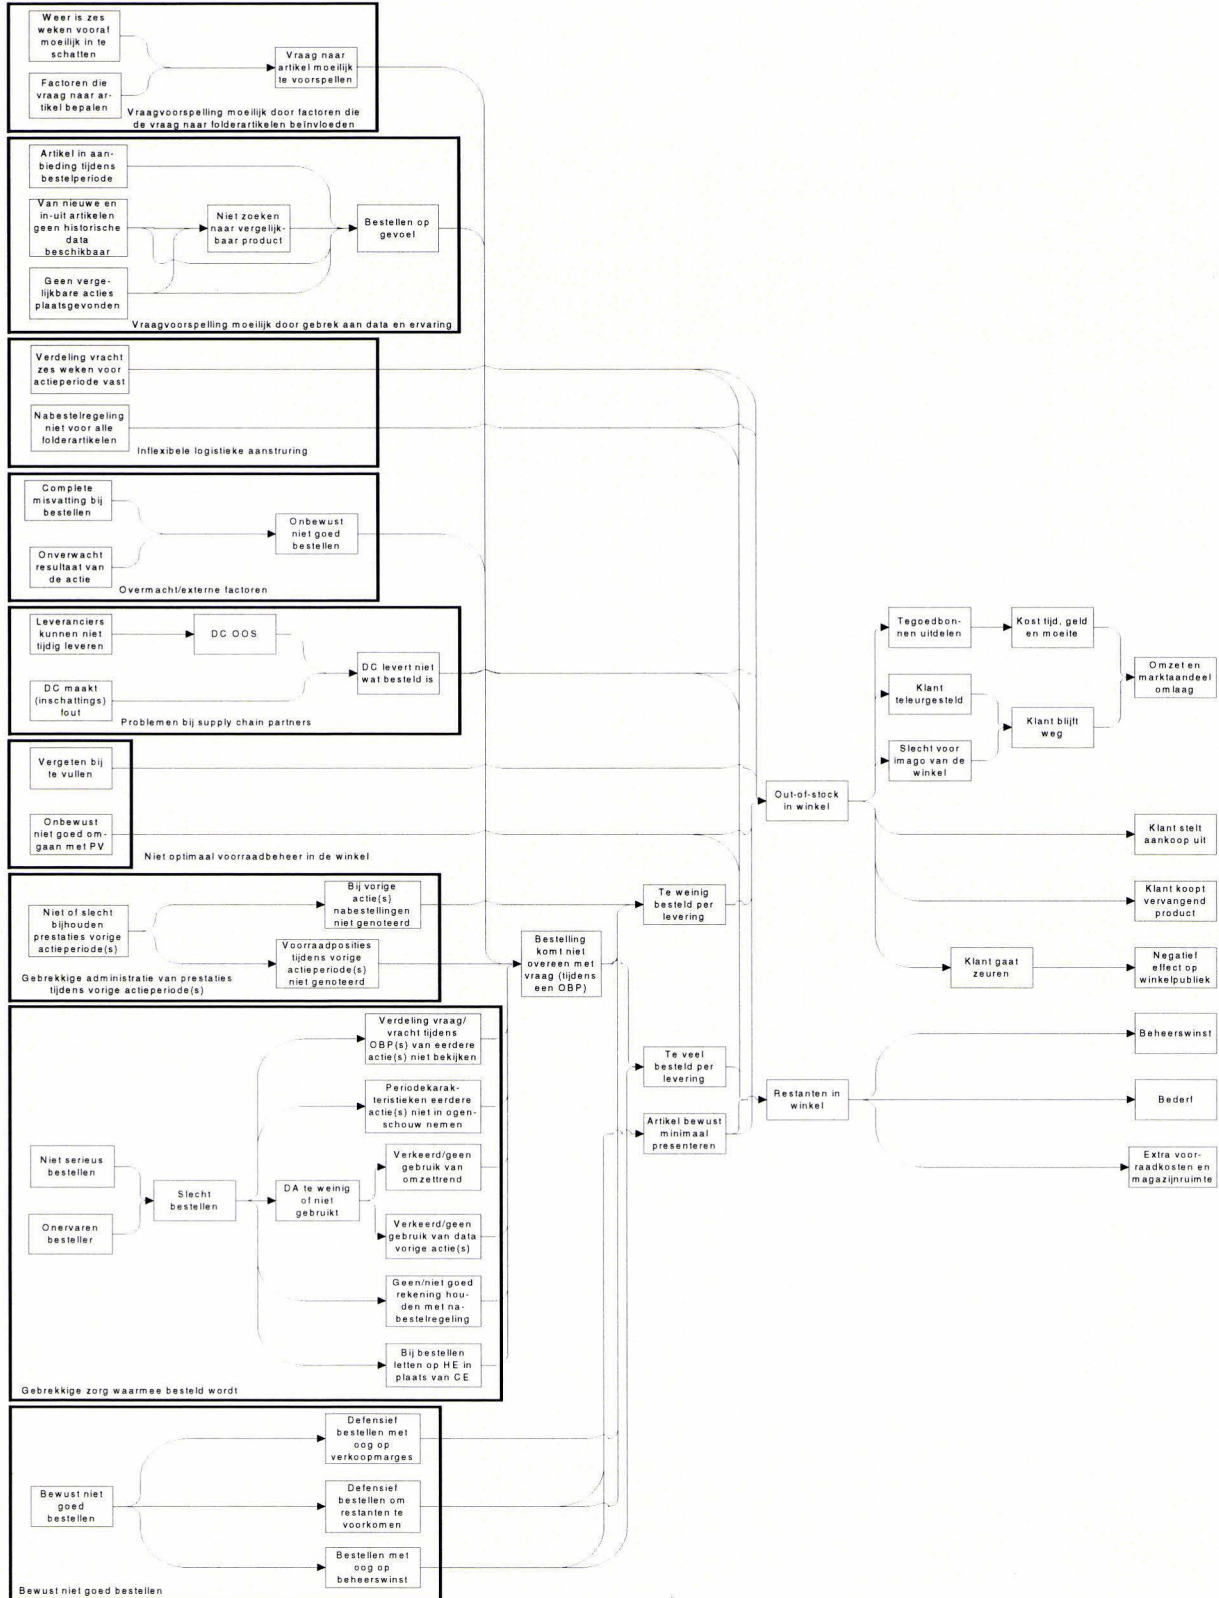 Weer is zes
weken vooraf
moeilijk in te
schatten
Vraag naar
artikel moeilijk
te voorspellen
Factoren die
vraag naar ar-
tikel bepalen
Vraagvoorspelling moeilijk door factoren die
de vraag naar folderartikelen beïnvloeden
Artikel in aan-
bieding tijdens
bestelperiode
Van nieuwe en
in-uit artikelen
geen historische
data
beschikbaar
Niet zoeken
naar vergelijk-
baar product
Bestellen op
gevoel
Geen verge-
lijkbare acties
plaatsgevonden
Vraagvoorspelling moeilijk door gebrek aan data en ervaring
Verdeling vracht
zes weken voor
actieperiode vast
Nabestelregeling
niet voor alle
folderartikelen
Inflexibele logistieke aanstruring
Complete
misvatting bij
bestellen
Onbewust
niet goed
bestellen
Onverwacht
resultaat van
de actie
Overmacht/externe factoren
Leveranciers
kunnen niet
tijdig leveren
DC OOS
DC levert niet
wat besteld is
DC maakt
(inschattings)
fout
Problemen bij supply chain partners
Vergeten bij
te vullen
Onbewust
niet goed om-
gaan met PV
Niet optimaal voorraadbeheer in de winkel
Niet of slecht
bijhouden
prestaties vorige
actieperiode(s)
Bij vorige
actie(s)
nabestellingen
niet genoteerd
Voorraadposities
tijdens vorige
actieperiode(s)
niet genoteerd
Gebrekkige administratie van prestaties
tijdens vorige actieperiode(s)
Verdeling vraag/
vracht tijdens
OBP(s) van eerdere
actie(s) niet bekijken
Periodekarak-
teristieken eerdere
actie(s) niet in ogen-
schouw nemen
Niet serieus
bestellen
Onervaren
besteller
Slecht
bestellen
DA te weinig
of niet
gebruikt
Verkeerd/geen
gebruik van
omzettrend
Verkeerd/geen
gebruik van data
vorige actie(s)
Geen/niet goed
rekening hou-
den met na-
bestelregeling
Bij bestellen
letten op HE in
plaats van CE
Gebrekkige zorg waarmee besteld wordt
Defensief
bestellen met
oog op
verkoopmarges
Bewust niet
goed
bestellen
Defensief
bestellen om
restanten te
voorkomen
Bestellen met
oog op
beheerswinst
Bewust niet goed bestellen
Bestelling
komt niet
overeen met
vraag (tijdens
een OBP)
Te weinig
besteld per
levering
Te veel
besteld per
levering
Artikel bewust
minimaal
presenteren
Out-of-stock
in winkel
Restanten in
winkel
Tegoedbon-
nen uitdelen
Kost tijd, geld
en moeite
Omzet en
marktaandeel
omlaag
Klant
teleurgesteld
Klant blijft
weg
Slecht voor
imago van de
winkel
Klant stelt
aankoop uit
Klant koopt
vervangend
product
Klant gaat
zeuren
Negatief
effect op
winkelpubliek
Beheerswinst
Bederf
Extra voor-
raadkosten en
magazijnruimte